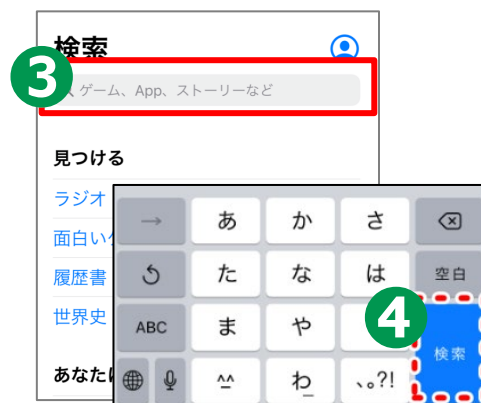 検索
3
ゲーム、App、ストーリーなど
見つける
ラジオ
面白い
履歴書
世界史
あなた
→ あ か さ
た な は 空白
ABC ま や
4
検索
^^ わ 、。?!